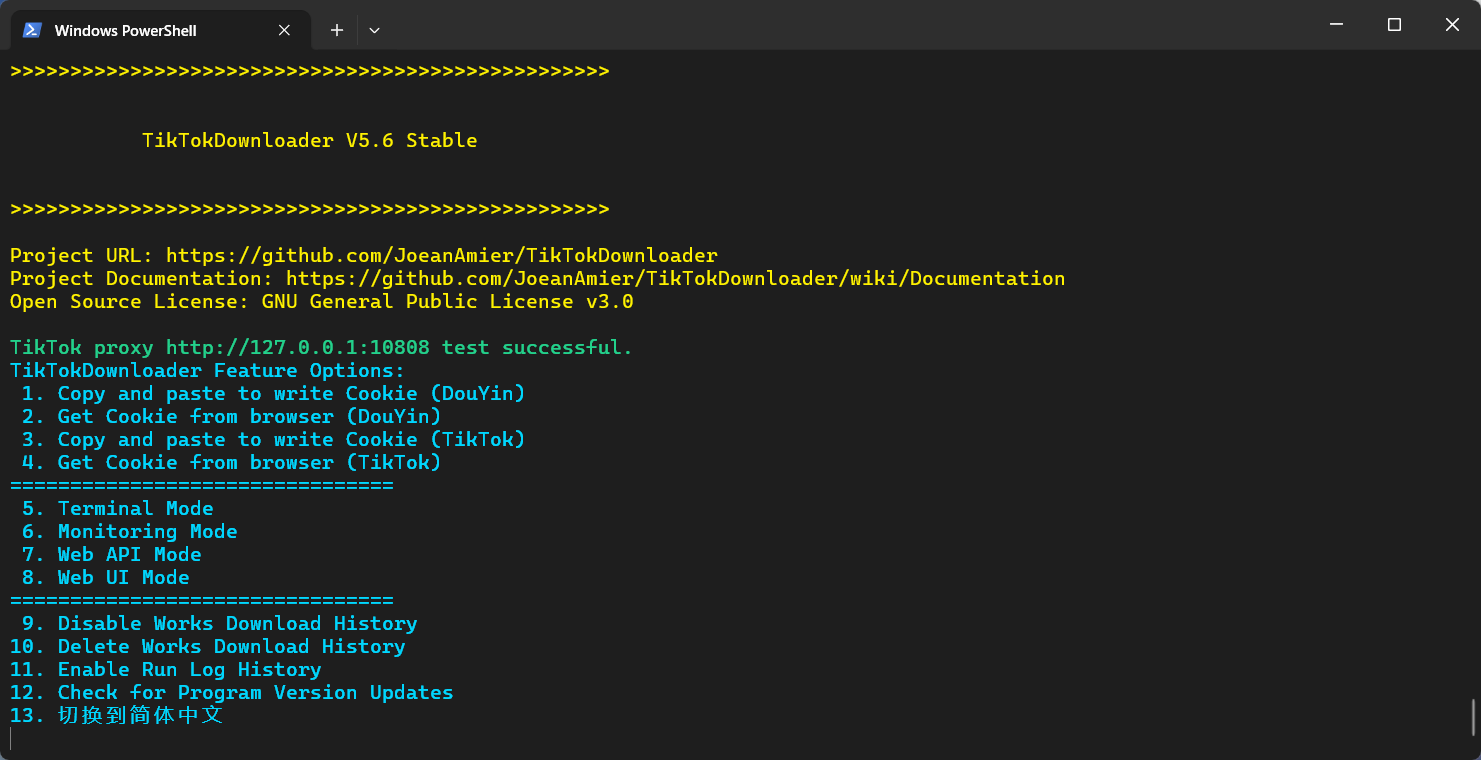 Windows PowerShell
>>>>>>>>>>>>>>>>>>>>>>>>>>>>>>>>>>>>>>>>>>>>>>>>>>
TikTokDownloader V5.6 Stable
>>>>>>>>>>>>>>>>>>>>>>>>>>>>>>>>>>>>>>>>>>>>>>>>>>
Project URL: https://github.com/JoeanAmier/TikTokDownloader
Project Documentation: https://github.com/JoeanAmier/TikTokDownloader/wiki/Documentation
Open Source License: GNU General Public License v3.0
TikTok proxy http://127.0.0.1:10808 test successful.
TikTokDownloader Feature Options:
1. Copy and paste to write Cookie (DouYin)
2. Get Cookie from browser (DouYin)
3. Copy and paste to write Cookie (TikTok)
4. Get Cookie from browser (TikTok)
================================
5. Terminal Mode
6. Monitoring Mode
7. Web API Mode
8. Web UI Mode
================================
9. Disable Works Download History
10. Delete Works Download History
11. Enable Run Log History
12. Check for Program Version Updates
13. 切换到简体中文